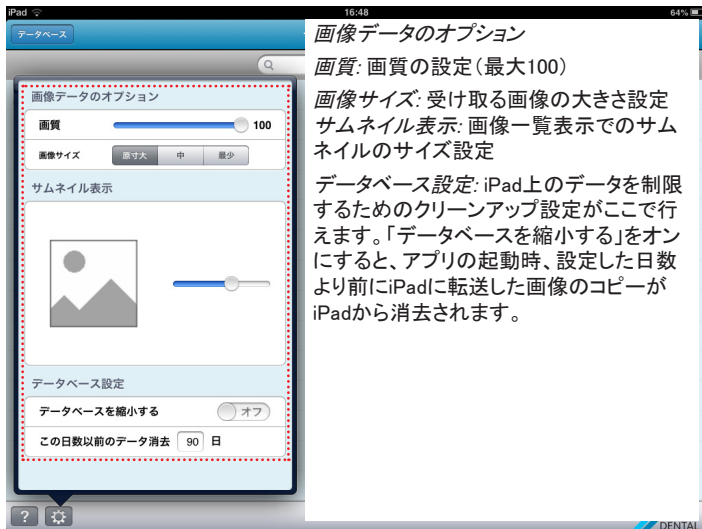 iPad 16:48 64%
データベース
画像データのオプション
画質 100
画像サイズ 原寸大 中 最少
サムネイル表示
データベース設定
データベースを縮小する オフ
この日数以前のデータ消去 90 日
?
画像データのオプション
画質: 画質の設定（最大100）
画像サイズ: 受け取る画像の大きさ設定
サムネイル表示: 画像一覧表示でのサム
ネイルのサイズ設定
データベース設定: iPad上のデータを制限
するためのクリーンアップ設定がここで行
えます。「データベースを縮小する」をオン
にすると、アプリの起動時、設定した日数
より前にiPadに転送した画像のコピーが
iPadから消去されます。
DENTAL